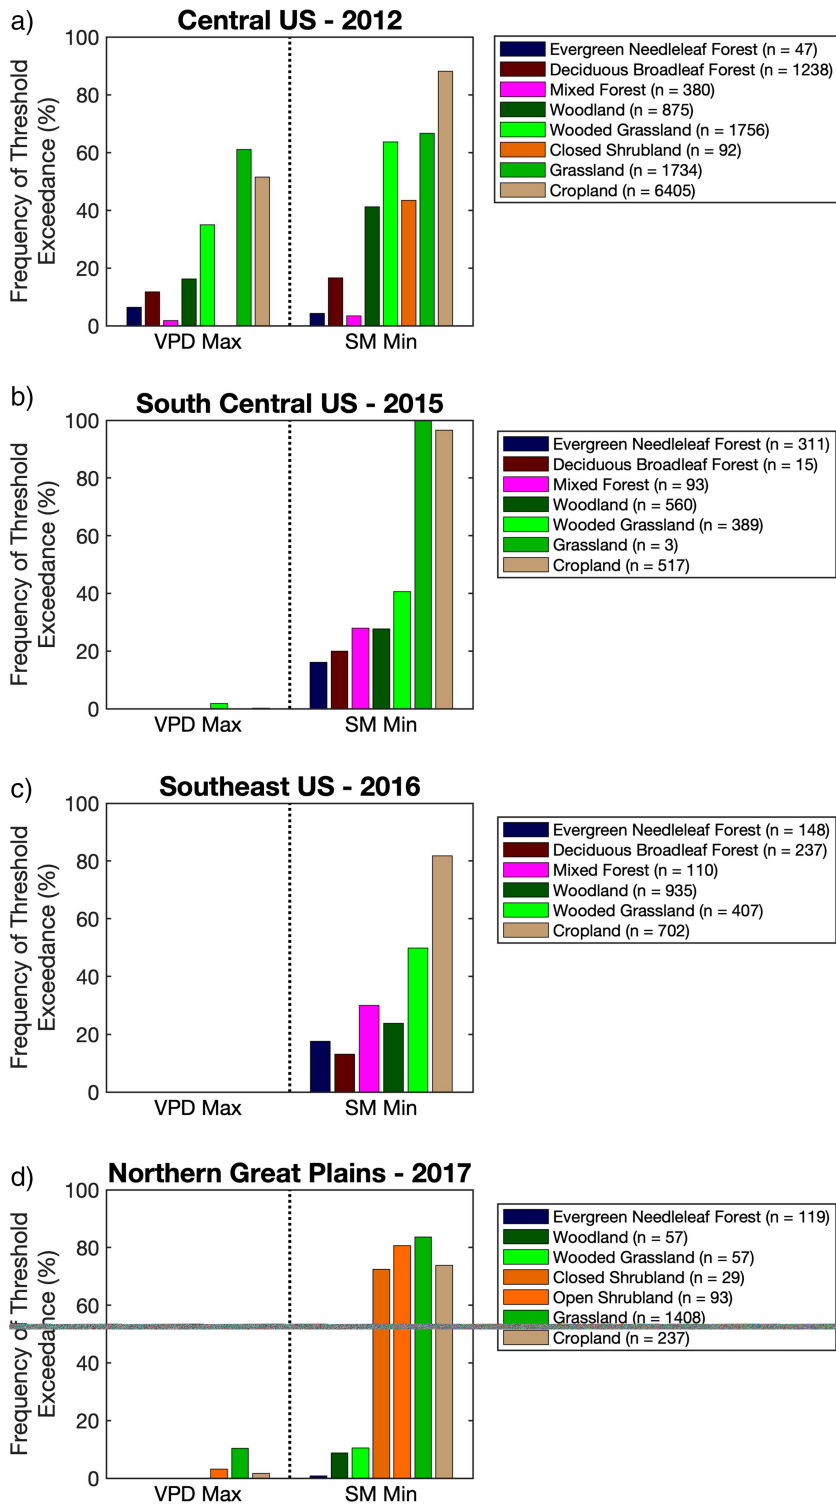 a)
Central US - 2012
Frequency of Threshold
Exceedance (%)
100
80
60
40
20
0
VPD Max
SM Min
Evergreen Needleleaf Forest (n = 47)
Deciduous Broadleaf Forest (n = 1238)
Mixed Forest (n = 380)
Woodland (n = 875)
Wooded Grassland (n = 1756)
Closed Shrubland (n = 92)
Grassland (n = 1734)
Cropland (n = 6405)
b)
South Central US - 2015
Frequency of Threshold
Exceedance (%)
100
80
60
40
20
0
VPD Max
SM Min
Evergreen Needleleaf Forest (n = 311)
Deciduous Broadleaf Forest (n = 15)
Mixed Forest (n = 93)
Woodland (n = 560)
Wooded Grassland (n = 389)
Grassland (n = 3)
Cropland (n = 517)
c)
Southeast US - 2016
Frequency of Threshold
Exceedance (%)
100
80
60
40
20
0
VPD Max
SM Min
Evergreen Needleleaf Forest (n = 148)
Deciduous Broadleaf Forest (n = 237)
Mixed Forest (n = 110)
Woodland (n = 935)
Wooded Grassland (n = 407)
Cropland (n = 702)
d)
Northern Great Plains - 2017
Frequency of Threshold
Exceedance (%)
100
80
60
40
20
0
VPD Max
SM Min
Evergreen Needleleaf Forest (n = 119)
Woodland (n = 57)
Wooded Grassland (n = 57)
Closed Shrubland (n = 29)
Open Shrubland (n = 93)
Grassland (n = 1408)
Cropland (n = 237)